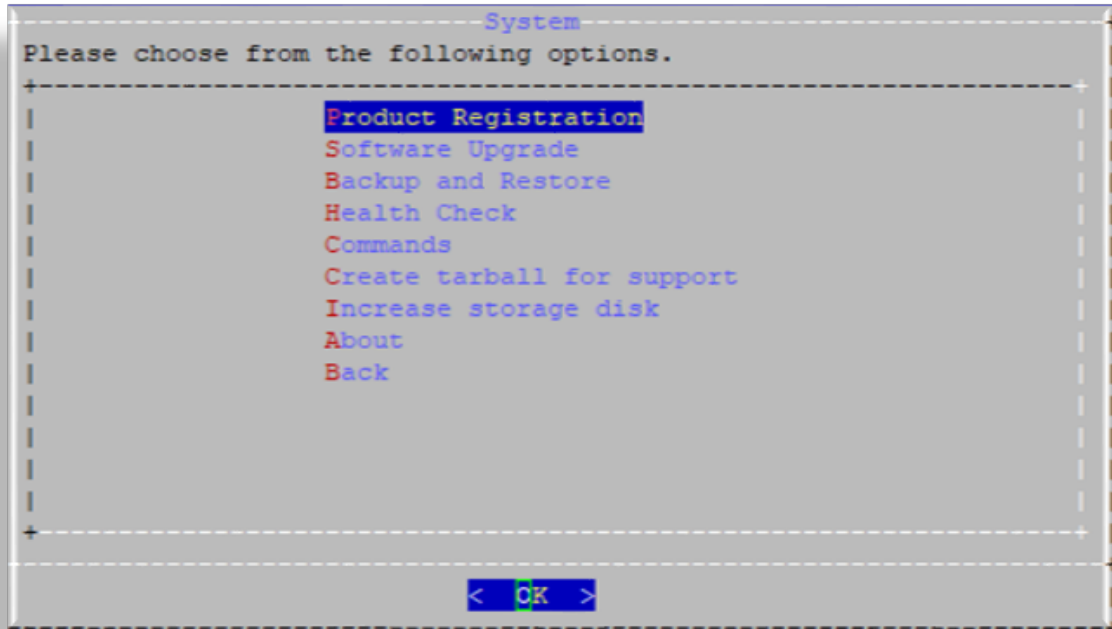 System
Please choose from the following options.
Product Registration
Software Upgrade
Backup and Restore
Health Check
Commands
Create tarball for support
Increase storage disk
About
Back
< OK >